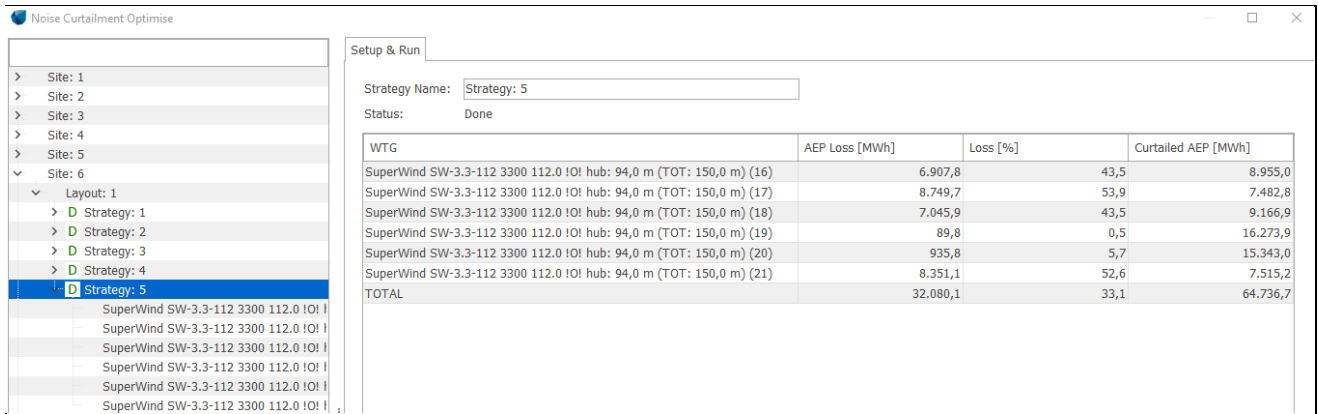 Noise Curtailment Optimise
Site: 1
Site: 2
Site: 3
Site: 4
Site: 5
Site: 6
Layout: 1
D Strategy: 1
D Strategy: 2
D Strategy: 3
D Strategy: 4
D Strategy: 5
SuperWind SW-3.3-112 3300 112.0 !O! h
SuperWind SW-3.3-112 3300 112.0 !O! h
SuperWind SW-3.3-112 3300 112.0 !O! h
SuperWind SW-3.3-112 3300 112.0 !O! h
SuperWind SW-3.3-112 3300 112.0 !O! h
SuperWind SW-3.3-112 3300 112.0 !O! h
Setup & Run
Strategy Name: Strategy: 5
Status: Done
WTG AEP Loss [MWh] Loss [%] Curtailed AEP [MWh]
SuperWind SW-3.3-112 3300 112.0 !O! hub: 94,0 m (TOT: 150,0 m) (16) 6.907,8 43,5 8.955,0
SuperWind SW-3.3-112 3300 112.0 !O! hub: 94,0 m (TOT: 150,0 m) (17) 8.749,7 53,9 7.482,8
SuperWind SW-3.3-112 3300 112.0 !O! hub: 94,0 m (TOT: 150,0 m) (18) 7.045,9 43,5 9.166,9
SuperWind SW-3.3-112 3300 112.0 !O! hub: 94,0 m (TOT: 150,0 m) (19) 89,8 0,5 16.273,9
SuperWind SW-3.3-112 3300 112.0 !O! hub: 94,0 m (TOT: 150,0 m) (20) 935,8 5,7 15.343,0
SuperWind SW-3.3-112 3300 112.0 !O! hub: 94,0 m (TOT: 150,0 m) (21) 8.351,1 52,6 7.515,2
TOTAL 32.080,1 33,1 64.736,7